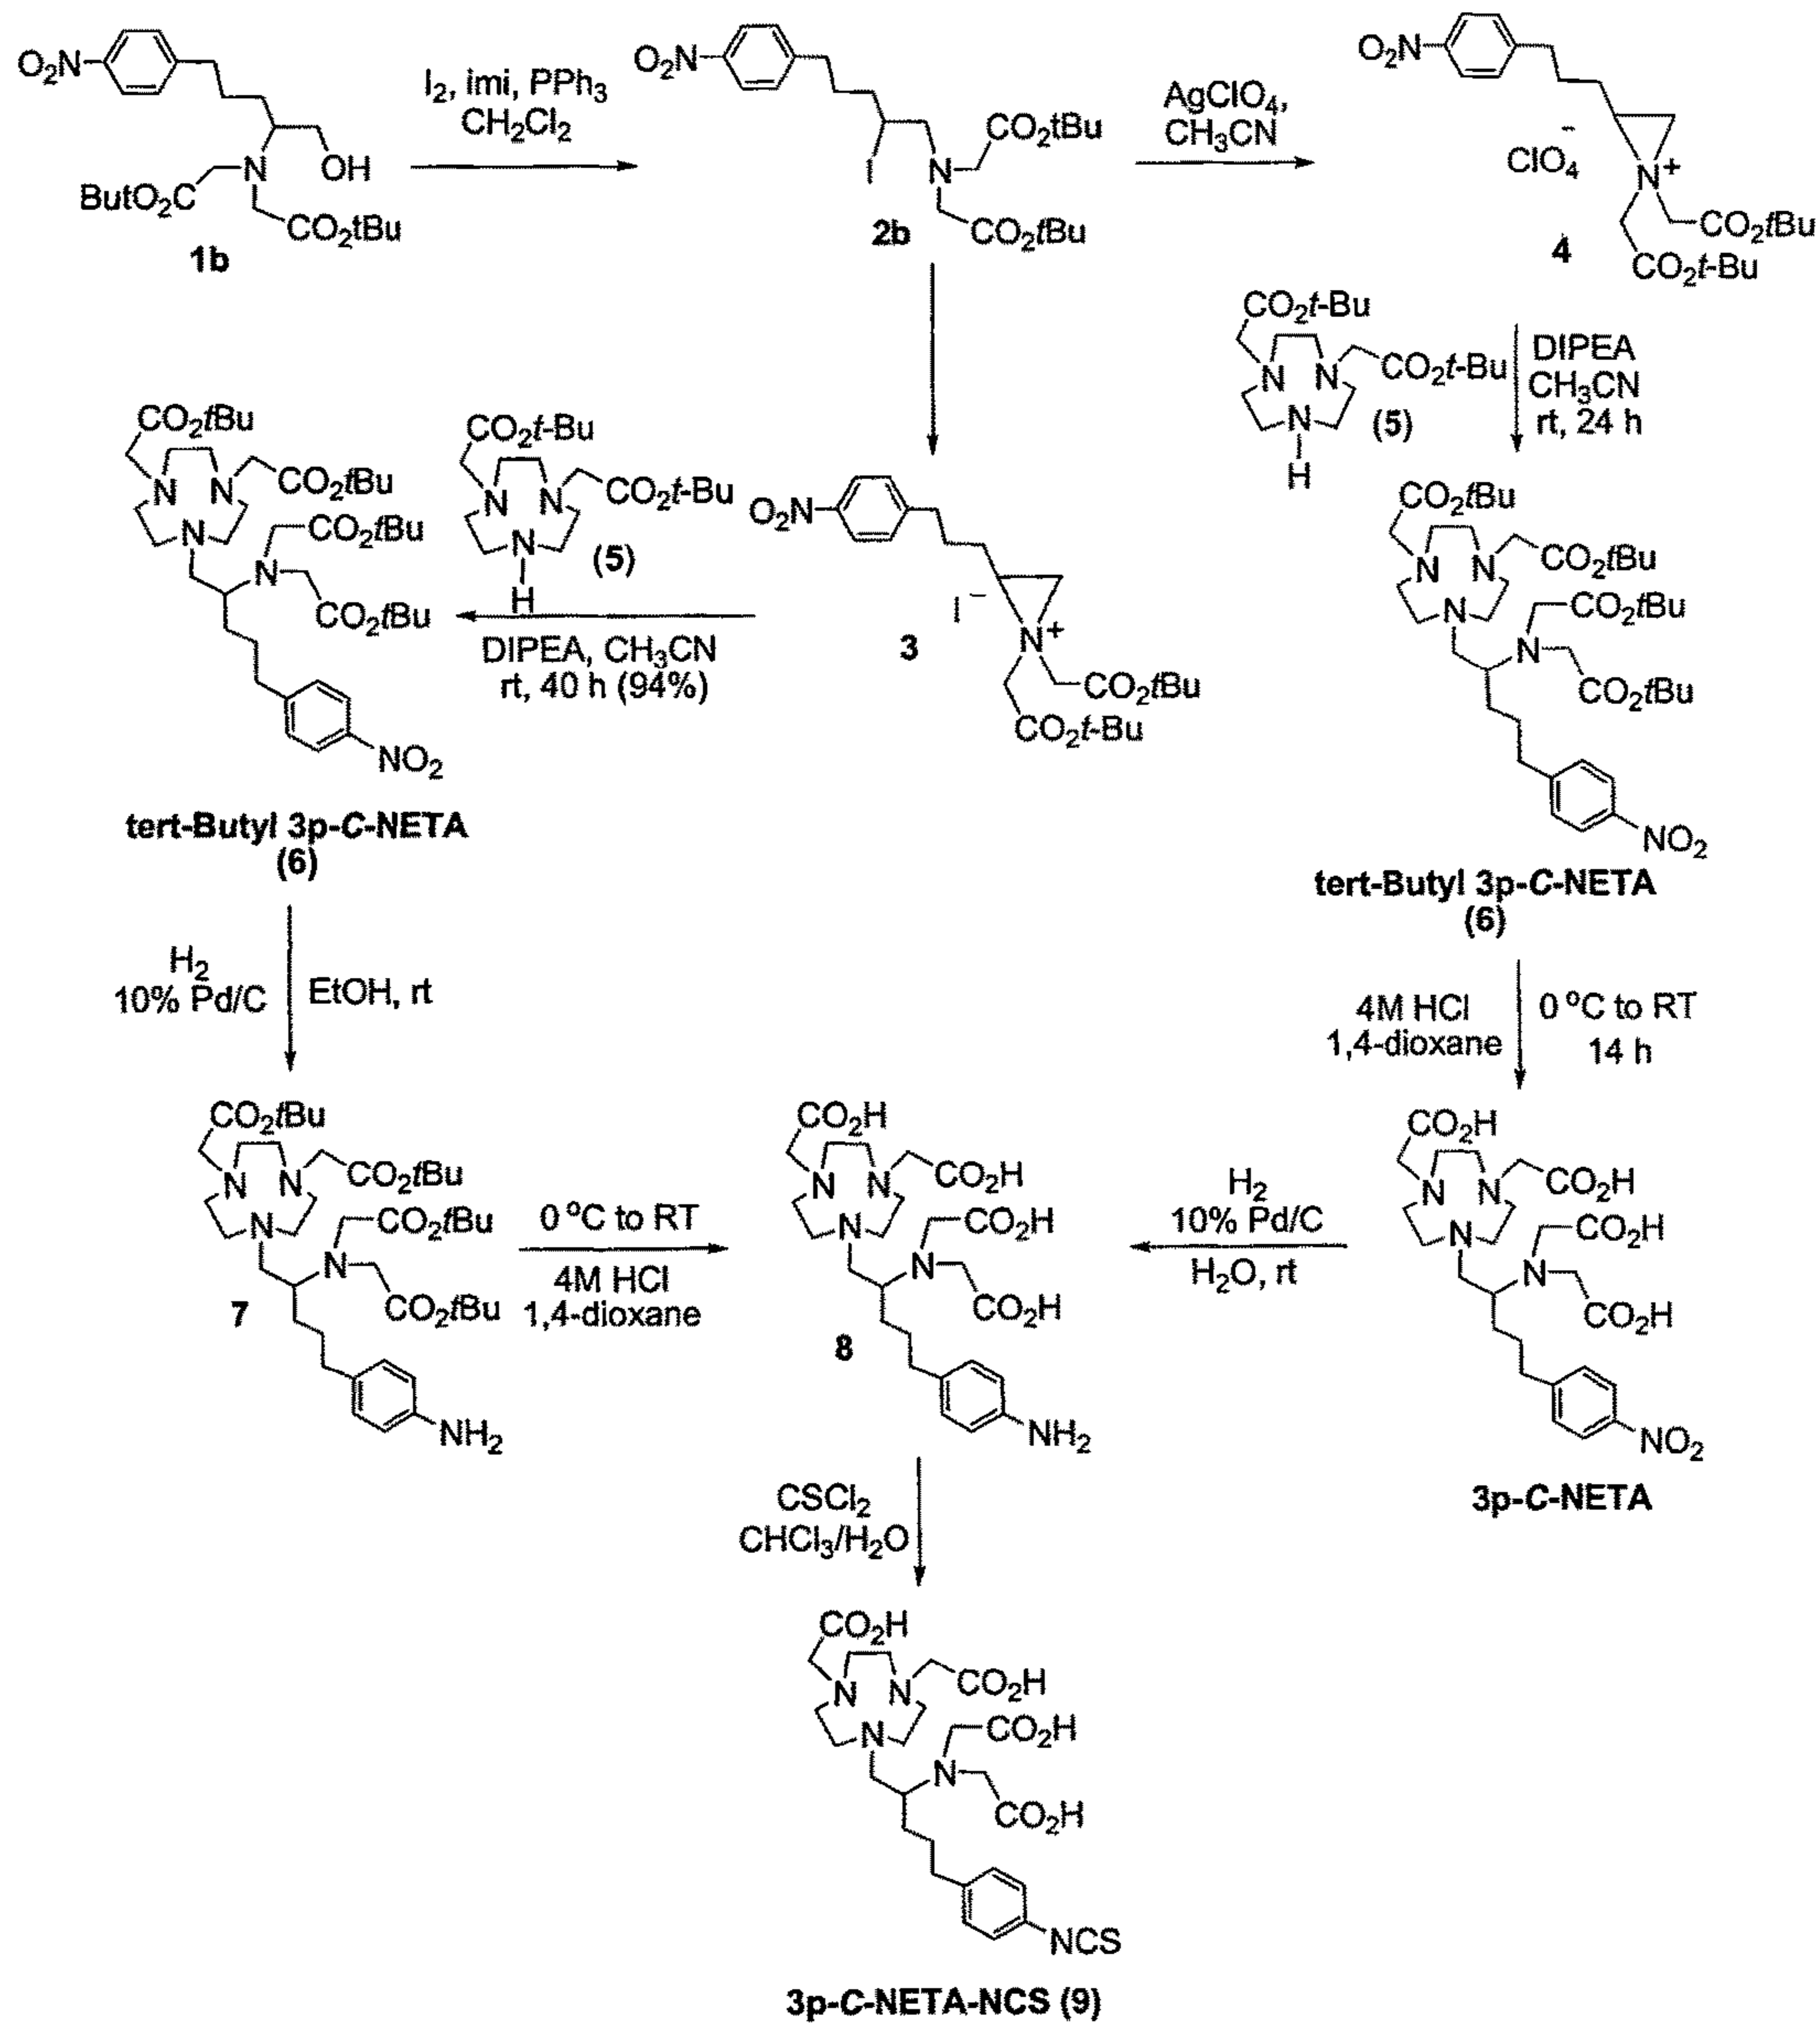 O₂N
OH
N
ButO₂C
CO₂tBu
1b
I₂, imi, PPh₃
CH₂Cl₂
O₂N
I
N
CO₂tBu
CO₂tBu
2b
AgClO₄,
CH₃CN
O₂N
ClO₄⁻
N+
CO₂tBu
CO₂t-Bu
4
CO₂t-Bu
N
N
CO₂t-Bu
N
H
(5)
DIPEA
CH₃CN
rt, 24 h
CO₂tBu
N
N
CO₂tBu
N
N
CO₂tBu
CO₂tBu
NO₂
tert-Butyl 3p-C-NETA
(6)
CO₂t-Bu
N
N
CO₂t-Bu
N
H
(5)
DIPEA, CH₃CN
rt, 40 h (94%)
O₂N
I⁻
N+
CO₂tBu
CO₂t-Bu
3
CO₂tBu
N
N
CO₂tBu
N
N
CO₂tBu
CO₂tBu
NO₂
tert-Butyl 3p-C-NETA
(6)
H₂
10% Pd/C
EtOH, rt
4M HCl
1,4-dioxane
0 °C to RT
14 h
CO₂tBu
N
N
CO₂tBu
N
N
CO₂tBu
CO₂tBu
7
NH₂
0 °C to RT
4M HCl
1,4-dioxane
CO₂H
N
N
CO₂H
N
N
CO₂H
CO₂H
8
NH₂
H₂
10% Pd/C
H₂O, rt
CO₂H
N
N
CO₂H
N
N
CO₂H
CO₂H
NO₂
3p-C-NETA
CSCl₂
CHCl₃/H₂O
CO₂H
N
N
CO₂H
N
N
CO₂H
CO₂H
NCS
3p-C-NETA-NCS (9)